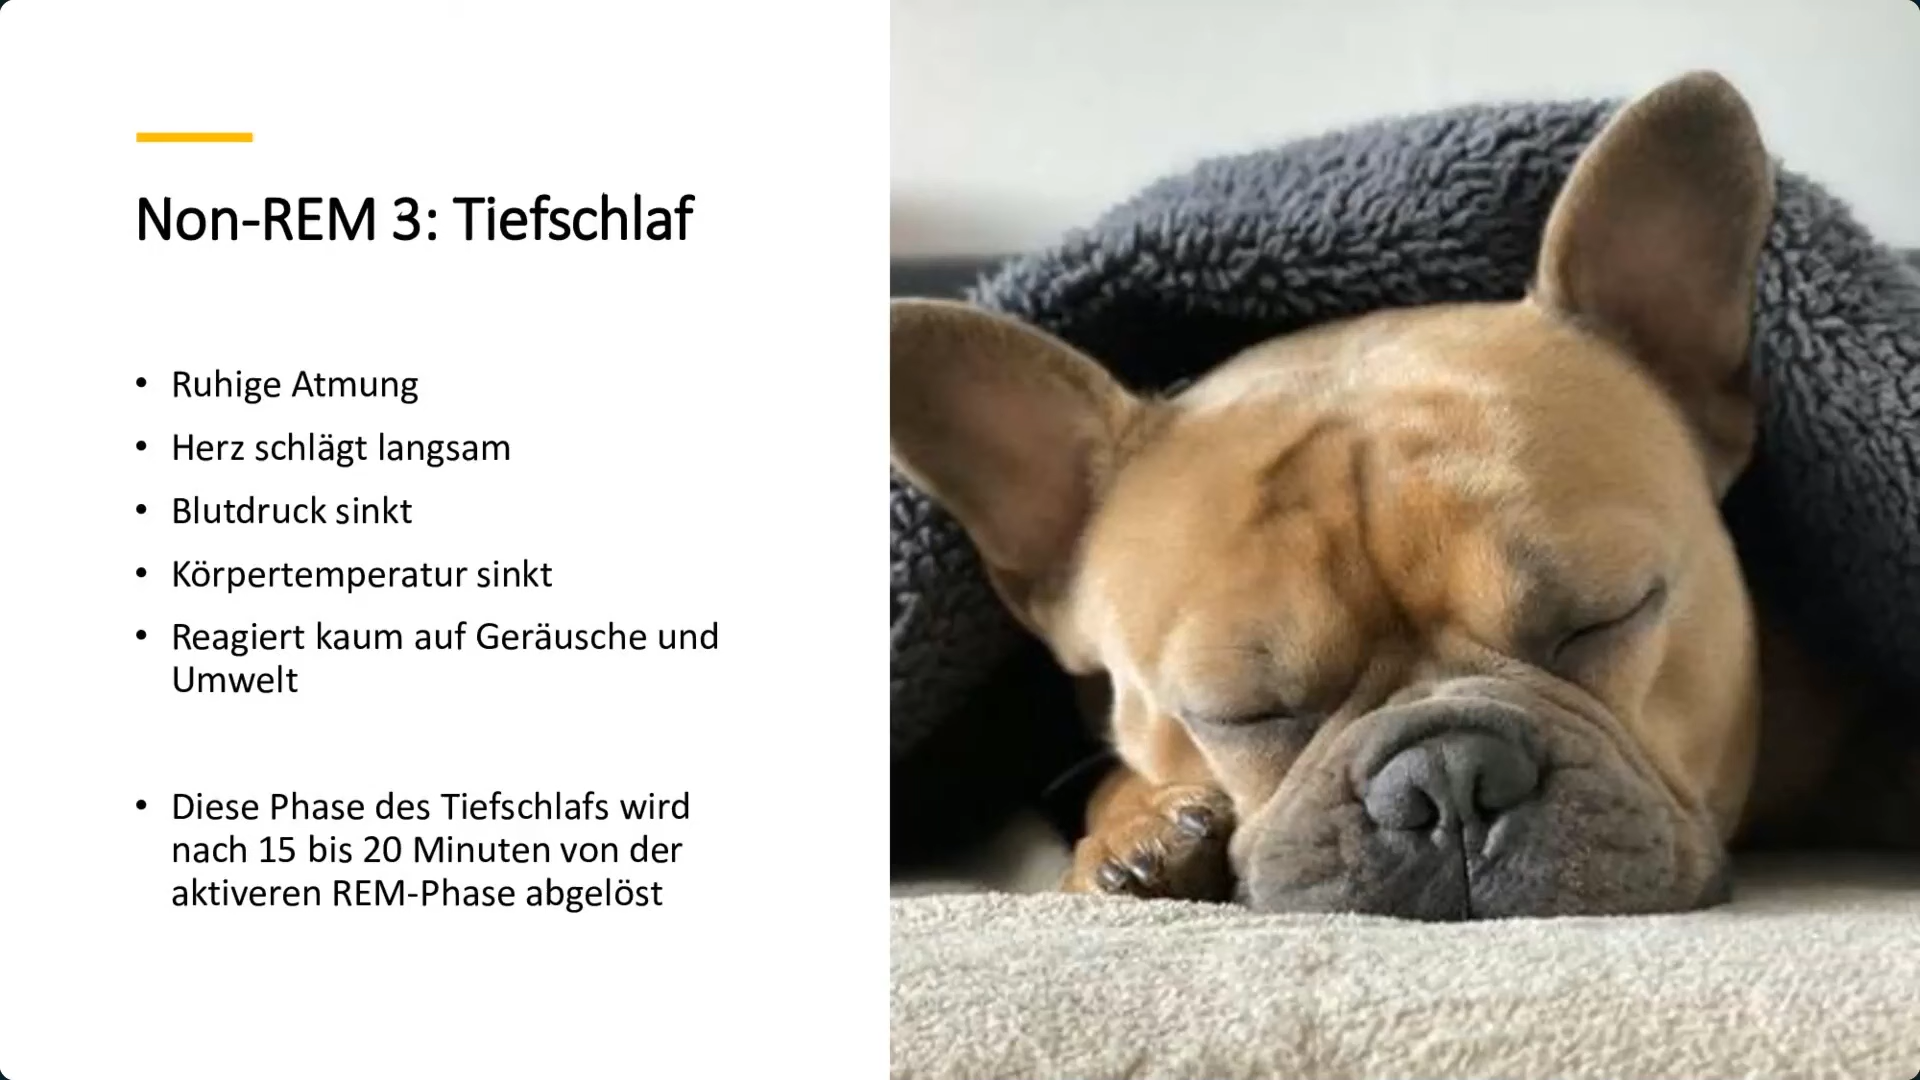 Non-REM 3: Tiefschlaf
• Ruhige Atmung
• Herz schlägt langsam
• Blutdruck sinkt
• Körpertemperatur sinkt
• Reagiert kaum auf Geräusche und
Umwelt
• Diese Phase des Tiefschlafs wird
nach 15 bis 20 Minuten von der
aktiveren REM-Phase abgelöst